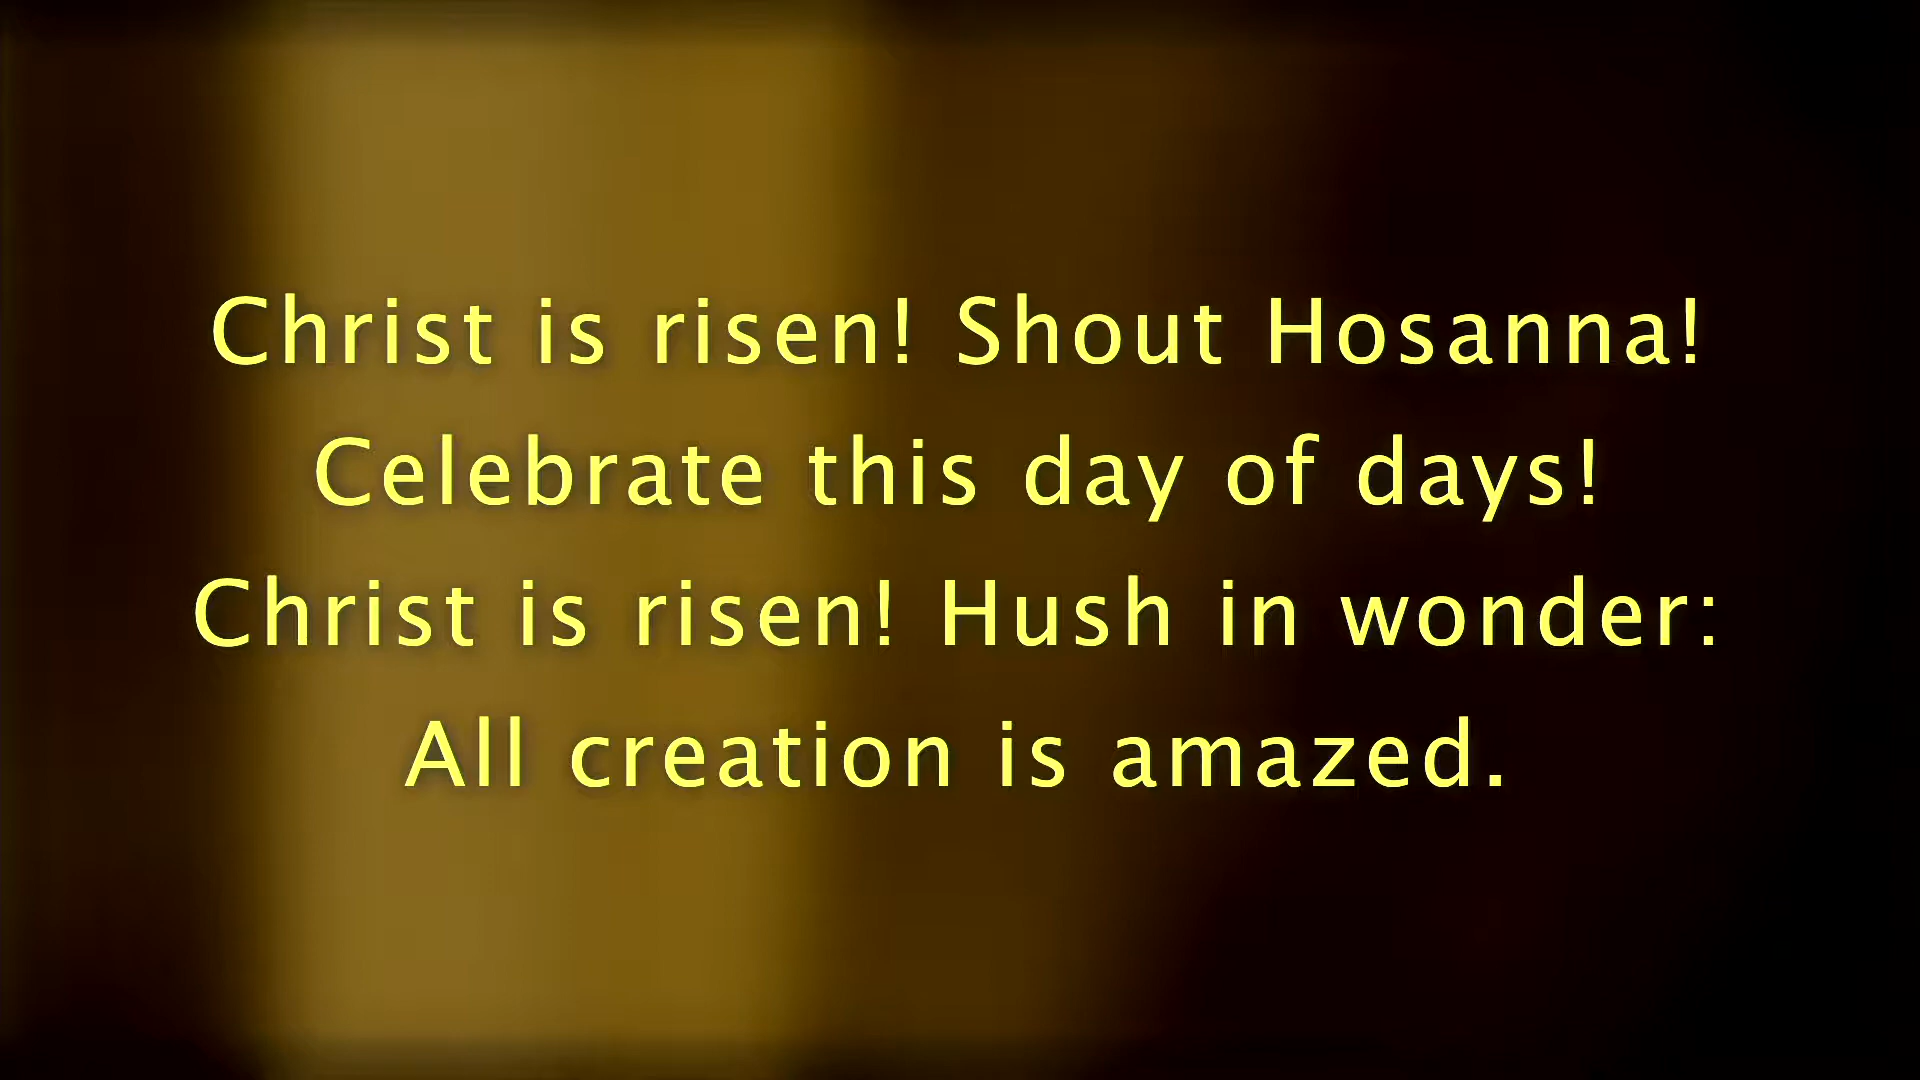 Christ is risen! Shout Hosanna!
Celebrate this day of days!
Christ is risen! Hush in wonder:
All creation is amazed.